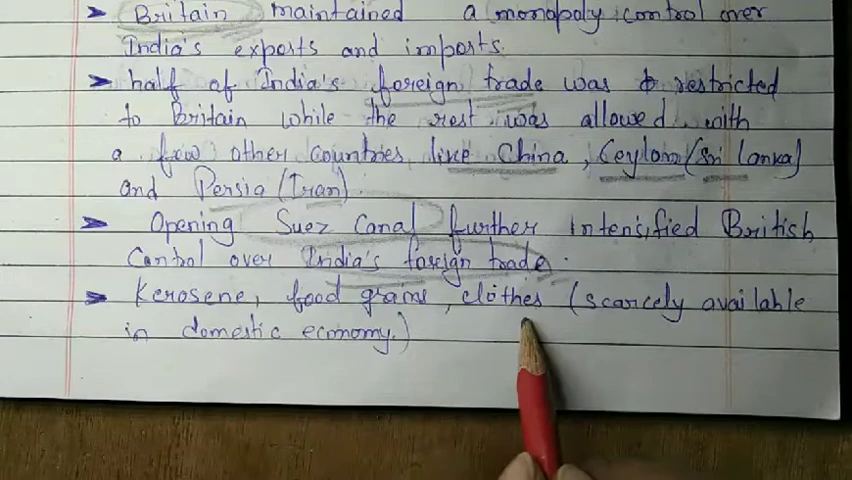 ➤ Britain maintained a monopoly control over
India's exports and imports.
➤ half of India's foreign trade was restricted
to Britain while the rest was allowed with
a few other countries like China, Ceylon (Sri Lanka)
and Persia (Iran).
➤ Opening Suez Canal further intensified British
Control over India's foreign trade.
➤ Kerosene, food grains, clothes (scarcely available
in domestic economy.)